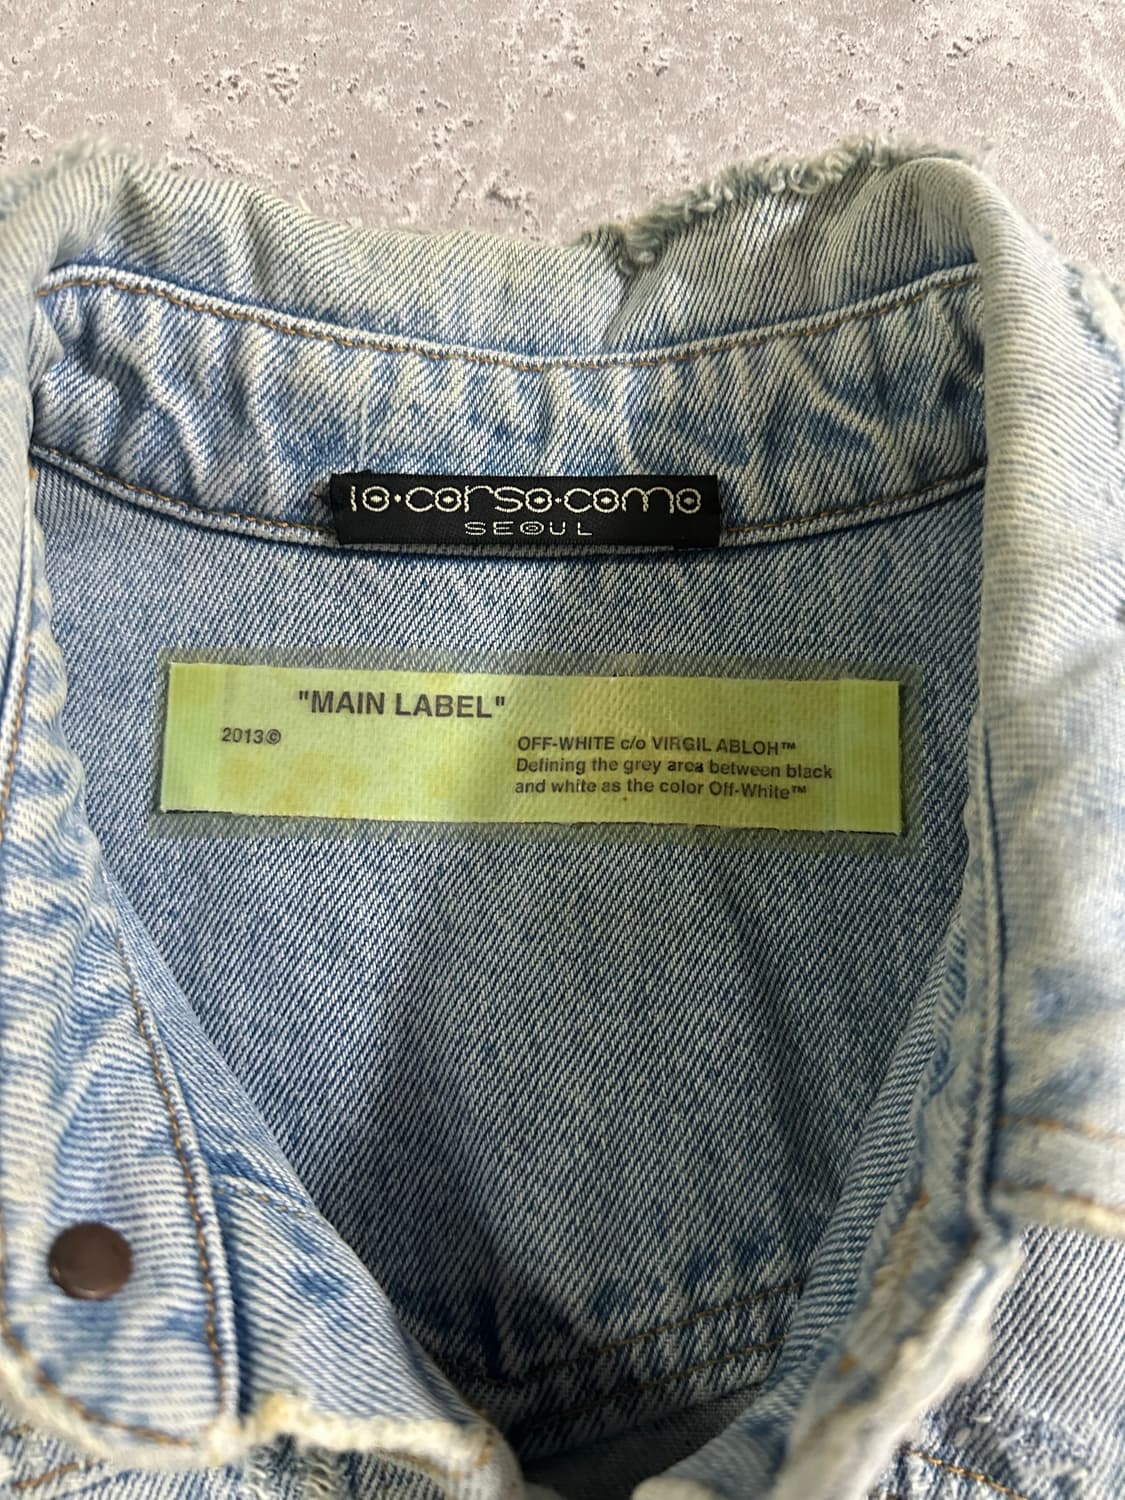 10·corso·como
SEOUL
"MAIN LABEL"
2013©
OFF-WHITE c/o VIRGIL ABLOH™
Defining the grey area between black
and white as the color Off-White™